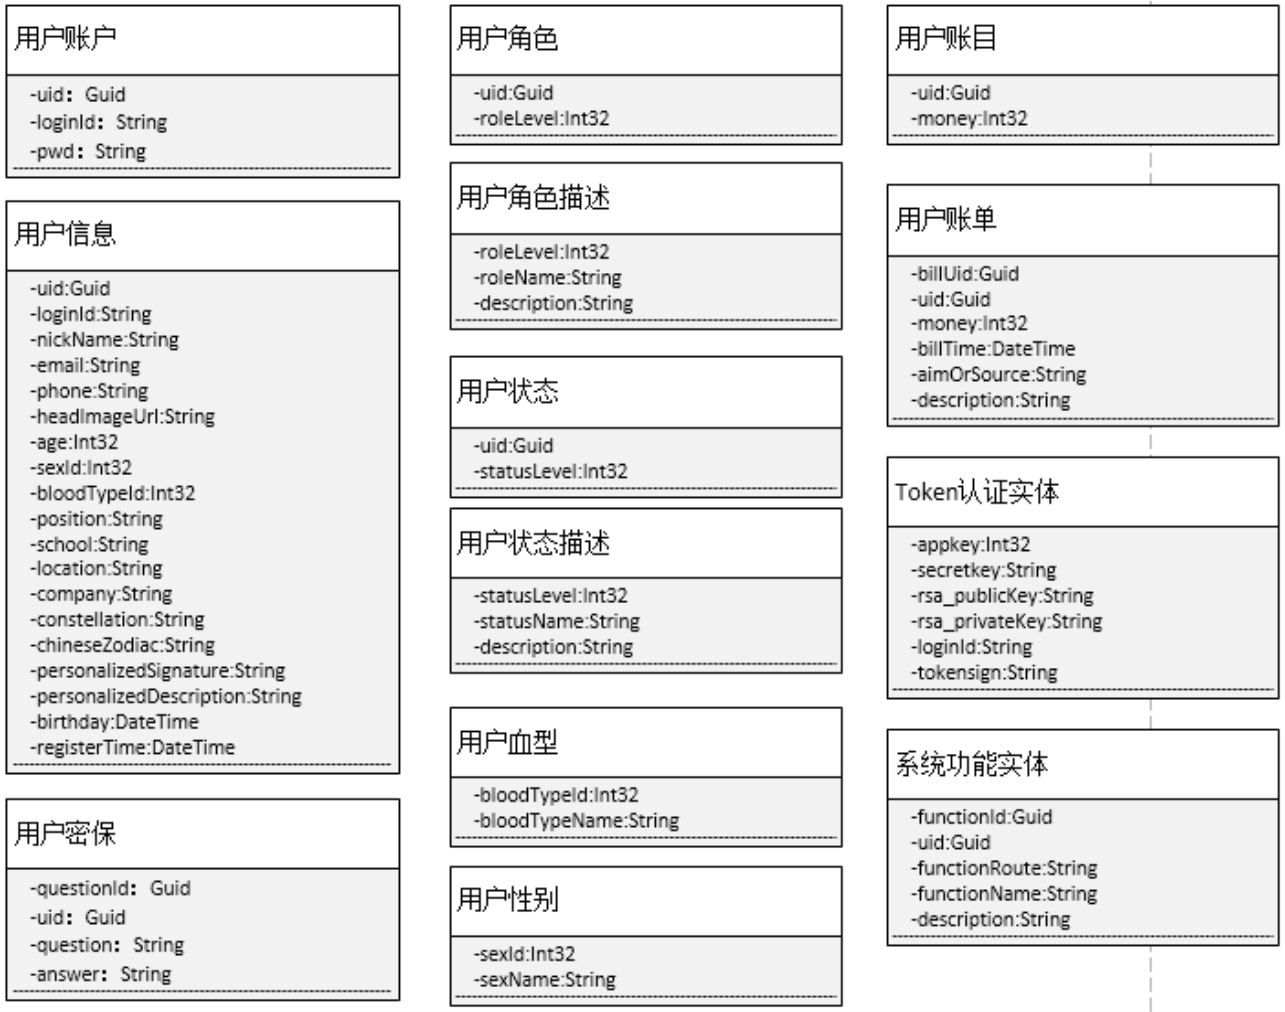 用户账户
-uid：Guid
-loginId：String
-pwd：String
用户信息
-uid:Guid
-loginId:String
-nickName:String
-email:String
-phone:String
-headImageUrl:String
-age:Int32
-sexId:Int32
-bloodTypeId:Int32
-position:String
-school:String
-location:String
-company:String
-constellation:String
-chineseZodiac:String
-personalizedSignature:String
-personalizedDescription:String
-birthday:DateTime
-registerTime:DateTime
用户密保
-questionId：Guid
-uid：Guid
-question：String
-answer：String
用户角色
-uid:Guid
-roleLevel:Int32
用户角色描述
-roleLevel:Int32
-roleName:String
-description:String
用户状态
-uid:Guid
-statusLevel:Int32
用户状态描述
-statusLevel:Int32
-statusName:String
-description:String
用户血型
-bloodTypeId:Int32
-bloodTypeName:String
用户性别
-sexId:Int32
-sexName:String
用户账目
-uid:Guid
-money:Int32
用户账单
-billUid:Guid
-uid:Guid
-money:Int32
-billTime:DateTime
-aimOrSource:String
-description:String
Token认证实体
-appkey:Int32
-secretkey:String
-rsa_publicKey:String
-rsa_privateKey:String
-loginId:String
-tokensign:String
系统功能实体
-functionId:Guid
-uid:Guid
-functionRoute:String
-functionName:String
-description:String